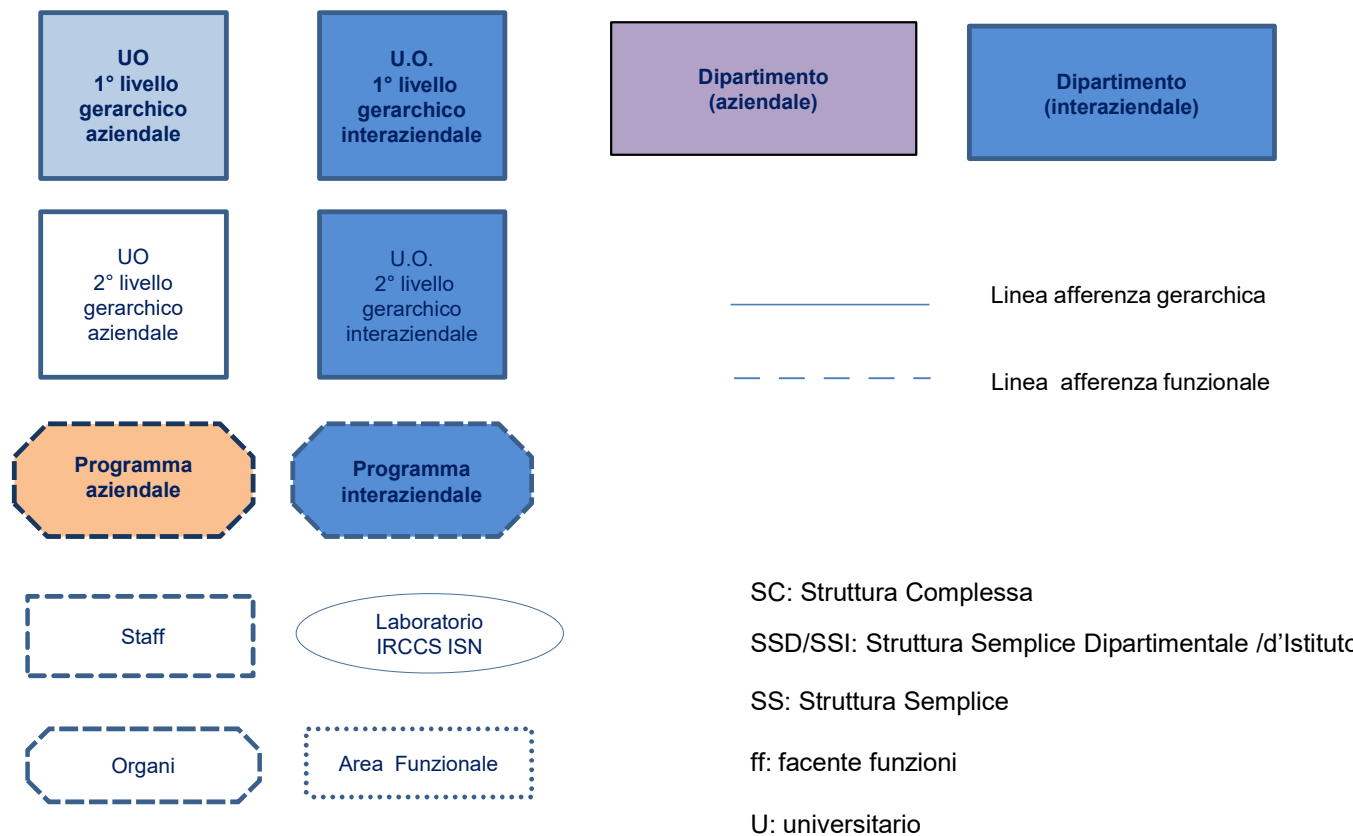 UO
1° livello
gerarchico
aziendale
U.O.
1° livello
gerarchico
interaziendale
Dipartimento
(aziendale)
Dipartimento
(interaziendale)
UO
2° livello
gerarchico
aziendale
U.O.
2° livello
gerarchico
interaziendale
Linea afferenza gerarchica
Linea afferenza funzionale
Programma
aziendale
Programma
interaziendale
Staff
Laboratorio
IRCCS ISN
Organi
Area Funzionale
SC: Struttura Complessa
SSD/SSI: Struttura Semplice Dipartimentale /d'Istituto
SS: Struttura Semplice
ff: facente funzioni
U: universitario